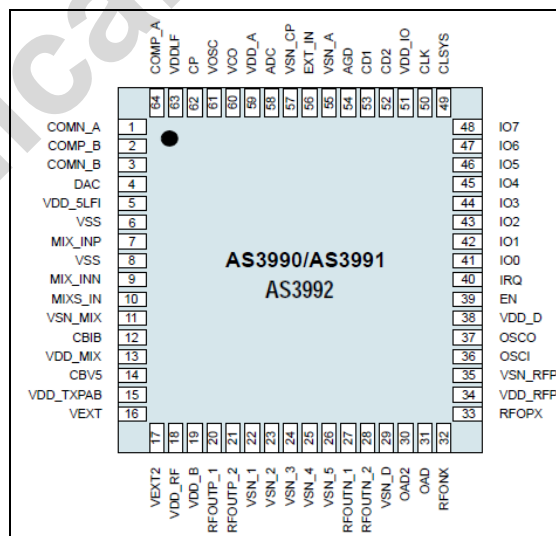 COMP_A
VDDLF
CP
VOSC
VCO
VDD_A
ADC
VSN_CP
EXT_IN
VSN_A
AGD
CD1
CD2
VDD_IO
CLK
CLSYS
64 63 62 61 60 59 58 57 56 55 54 53 52 51 50 49
COMN_A 1
COMP_B 2
COMN_B 3
DAC 4
VDD_5LFI 5
VSS 6
MIX_INP 7
VSS 8
MIX_INN 9
MIXS_IN 10
VSN_MIX 11
CBIB 12
VDD_MIX 13
CBV5 14
VDD_TXPAB 15
VEXT 16
AS3990/AS3991
AS3992
48 IO7
47 IO6
46 IO5
45 IO4
44 IO3
43 IO2
42 IO1
41 IO0
40 IRQ
39 EN
38 VDD_D
37 OSCO
36 OSCI
35 VSN_RFP
34 VDD_RFP
33 RFOPX
17 18 19 20 21 22 23 24 25 26 27 28 29 30 31 32
VEXT2
VDD_RF
VDD_B
RFOUTP_1
RFOUTP_2
VSN_1
VSN_2
VSN_3
VSN_4
VSN_5
RFOUTN_1
RFOUTN_2
VSN_D
OAD2
OAD
RFONX